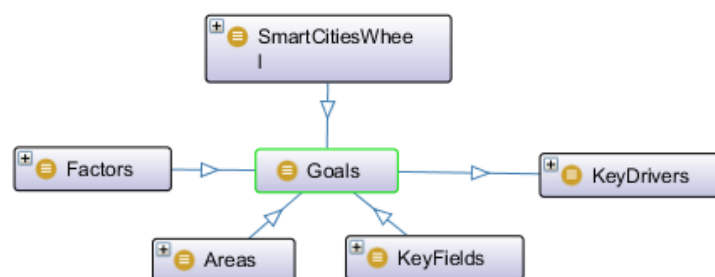 SmartCitiesWhee
l
Factors
Goals
KeyDrivers
Areas
KeyFields